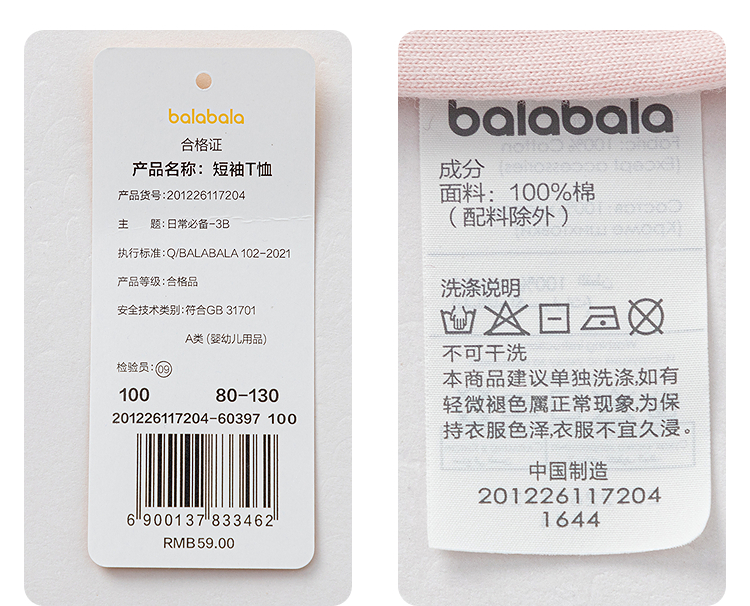 balabala
合格证
产品名称：短袖T恤
产品货号:201226117204
主 题:日常必备-3B
执行标准:Q/BALABALA 102-2021
产品等级:合格品
安全技术类别:符合GB 31701
A类 (婴幼儿用品)
检验员: 09
100 80-130
201226117204-60397 100
6 900137 833462
RMB59.00
balabala
成分
面料：100%棉
（配料除外）
洗涤说明
不可干洗
本商品建议单独洗涤,如有
轻微褪色属正常现象,为保
持衣服色泽,衣服不宜久浸。
中国制造
201226117204
1644